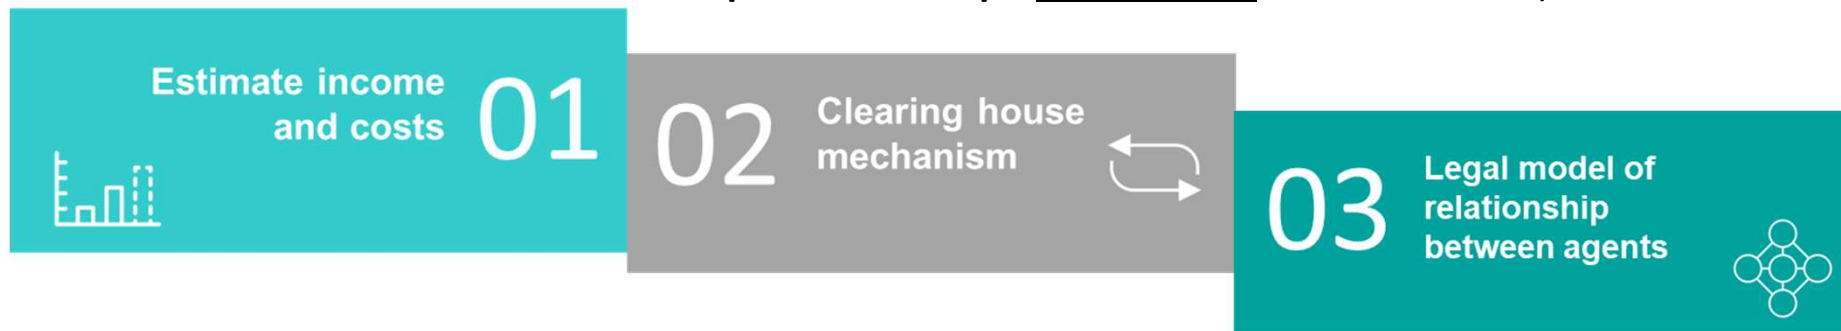 Estimate income
and costs
01
02
Clearing house
mechanism
03
Legal model of
relationship
between agents